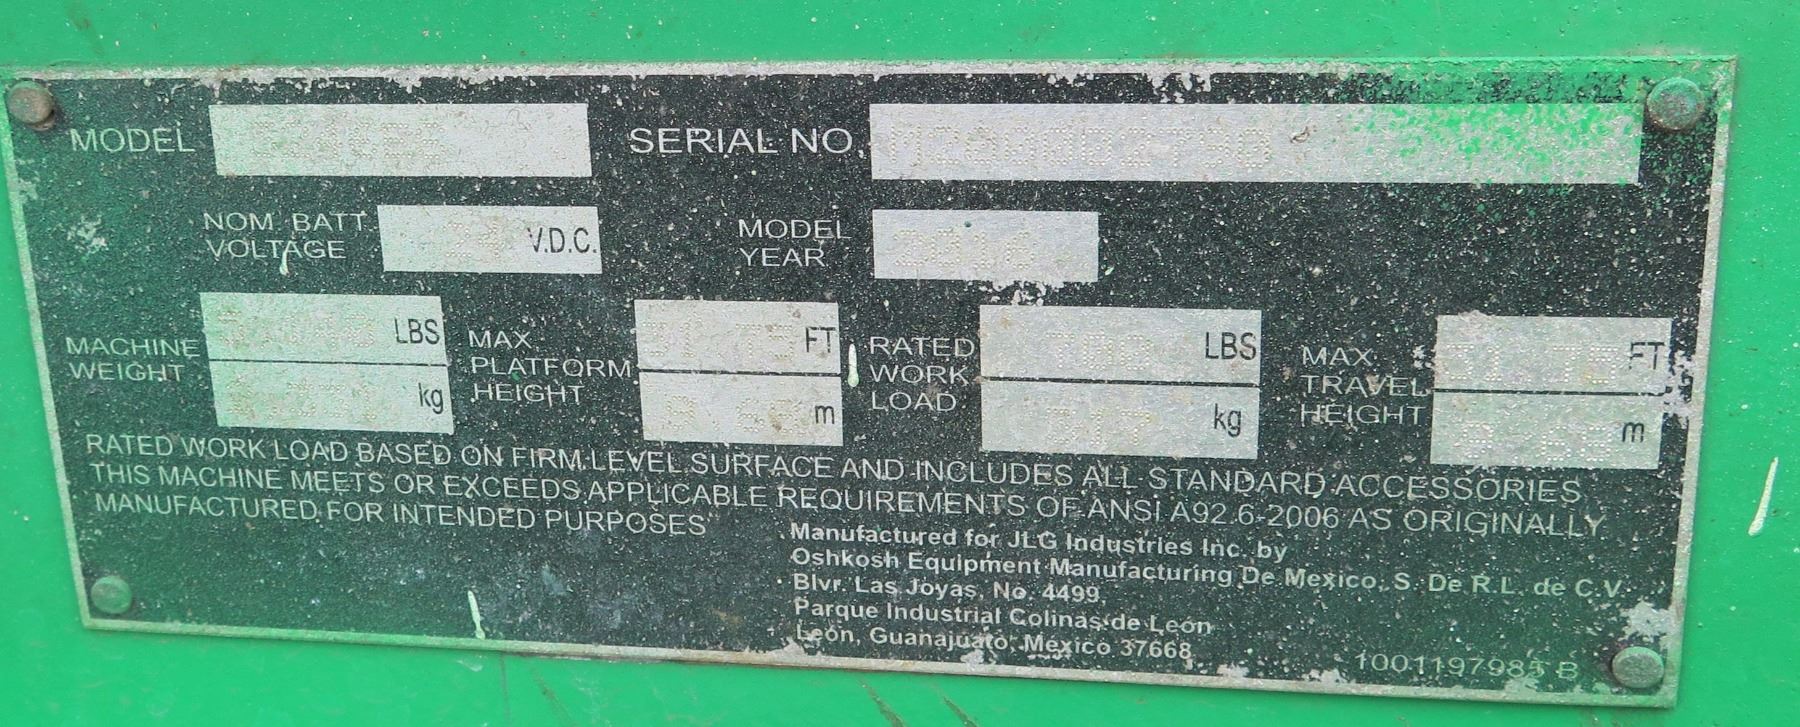 MODEL
SERIAL NO.
NOM BATT VOLTAGE 24 V.D.C.
MODEL YEAR
MACHINE WEIGHT LBS kg
MAX PLATFORM HEIGHT FT m
RATED WORK LOAD LBS kg
MAX TRAVEL HEIGHT FT m
RATED WORK LOAD BASED ON FIRM LEVEL SURFACE AND INCLUDES ALL STANDARD ACCESSORIES
THIS MACHINE MEETS OR EXCEEDS APPLICABLE REQUIREMENTS OF ANSI A92.6-2006 AS ORIGINALLY
MANUFACTURED FOR INTENDED PURPOSES
Manufactured for JLG Industries Inc. by
Oshkosh Equipment Manufacturing De Mexico, S. De R.L. de C.V.
Blvr. Las Joyas, No. 4499,
Parque Industrial Colinas de León
León, Guanajuato, México 37668
1001197985 B